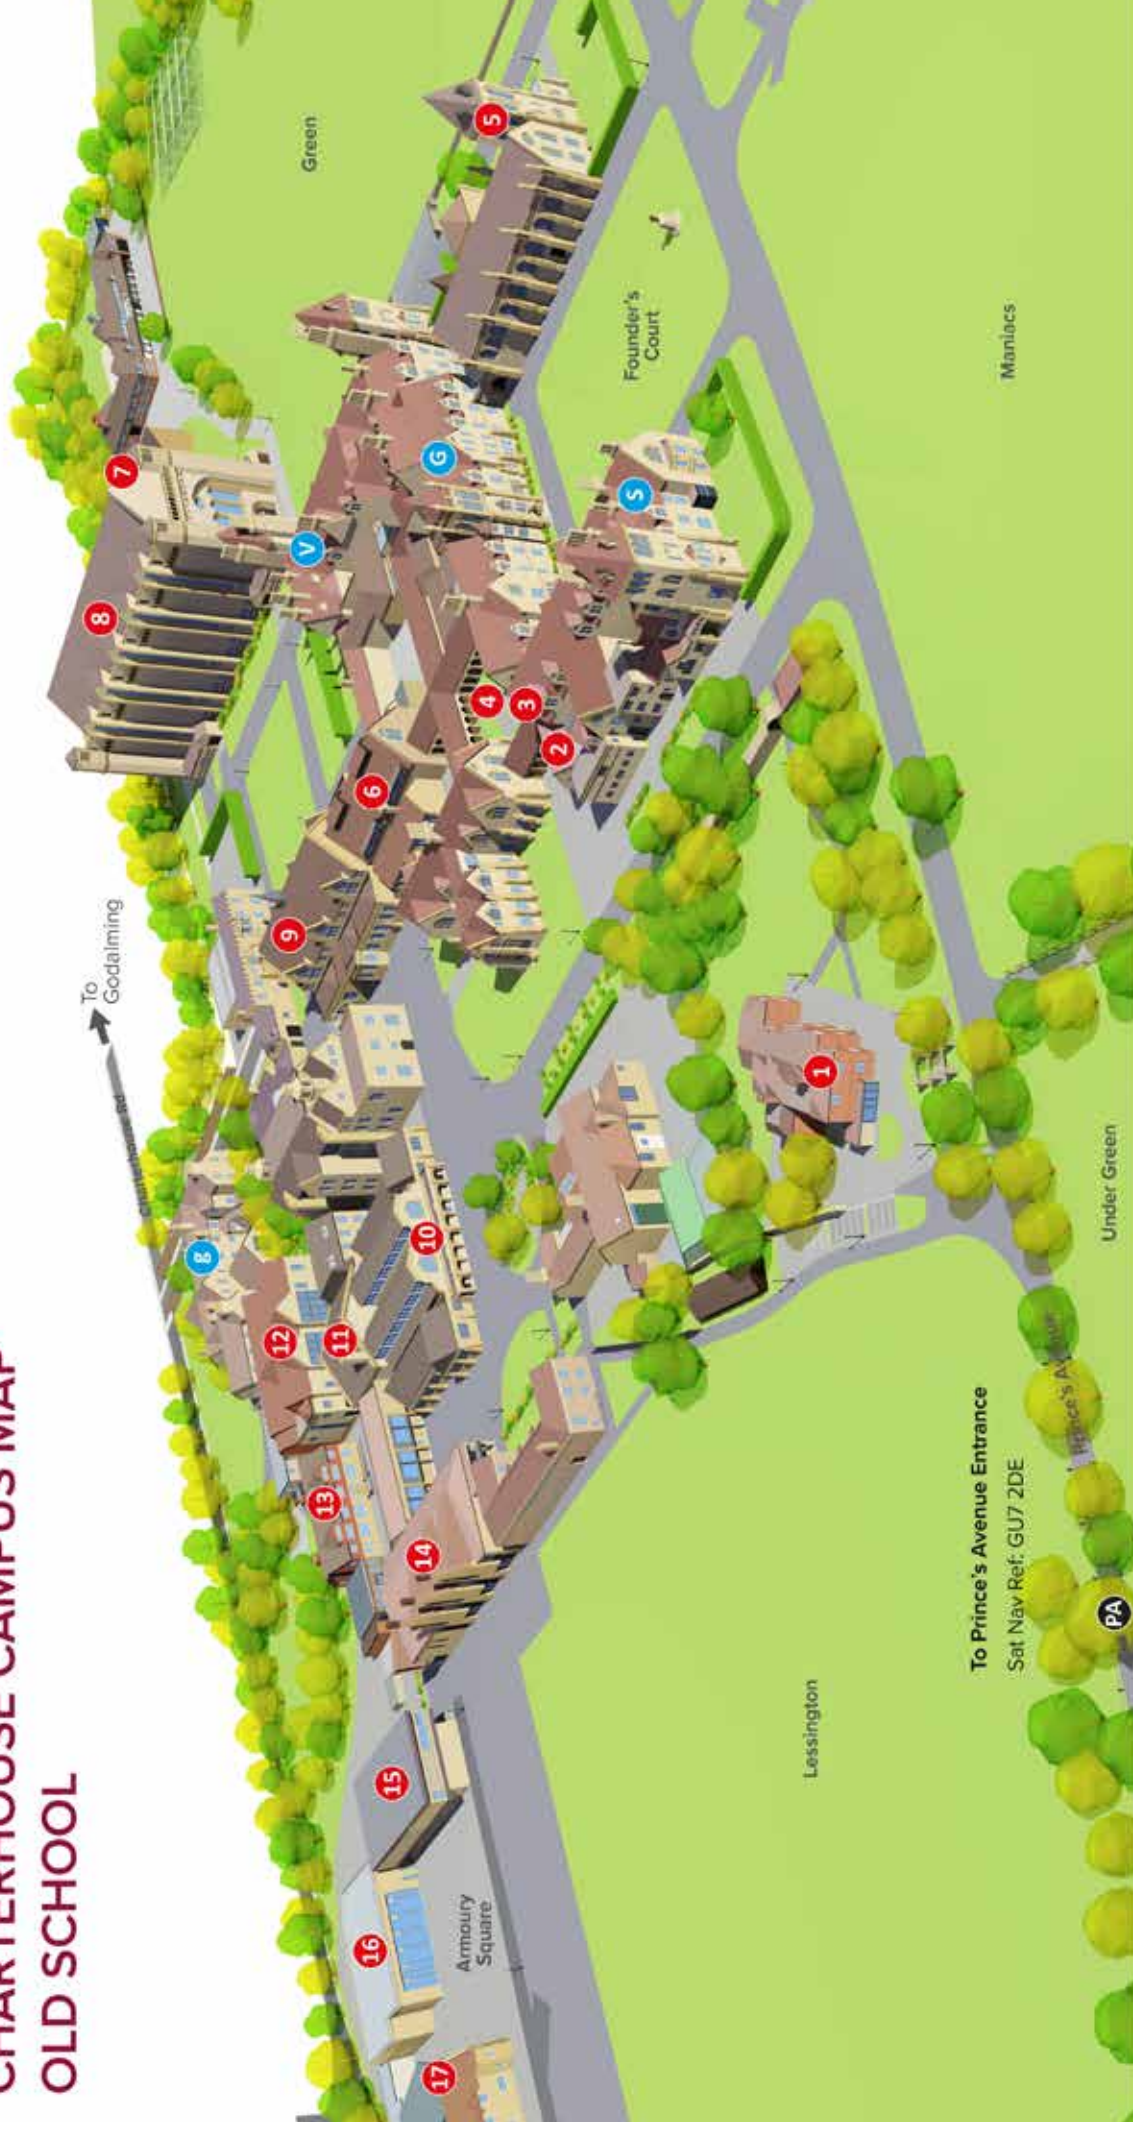 CHARTERHOUSE CAMPUS MAP
OLD SCHOOL
To
Godalming
Charterhouse Rd
Green
7
8
V
G
5
Founder's
Court
S
4
3
2
6
9
Maniacs
g
12
11
10
1
13
14
Under Green
15
16
17
Armoury
Square
Lessington
To Prince's Avenue Entrance
Sat Nav Ref: GU7 2DE
Prince's Avenue
PA